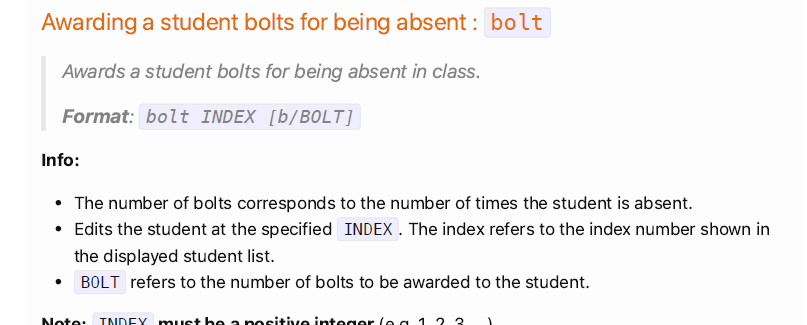 Awarding a student bolts for being absent : bolt
Awards a student bolts for being absent in class.
Format: bolt INDEX [b/BOLT]
Info:
• The number of bolts corresponds to the number of times the student is absent.
• Edits the student at the specified INDEX. The index refers to the index number shown in
the displayed student list.
• BOLT refers to the number of bolts to be awarded to the student.
Note: INDEX must be a positive integer (e.g. 1, 2, 3, ...)